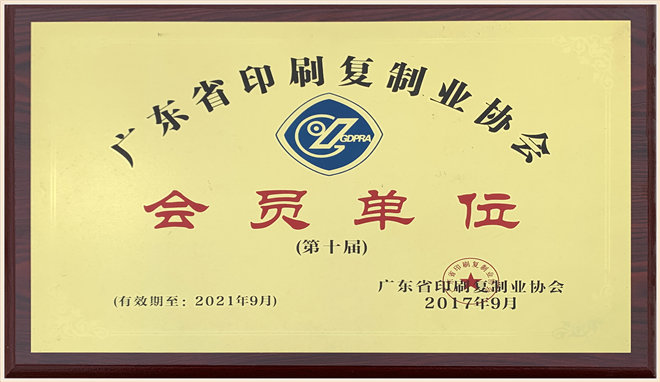 广东省印刷复制业协会
GDPRA
会员单位
(第十届)
(有效期至：2021年9月)
广东省印刷复制业协会
2017年9月